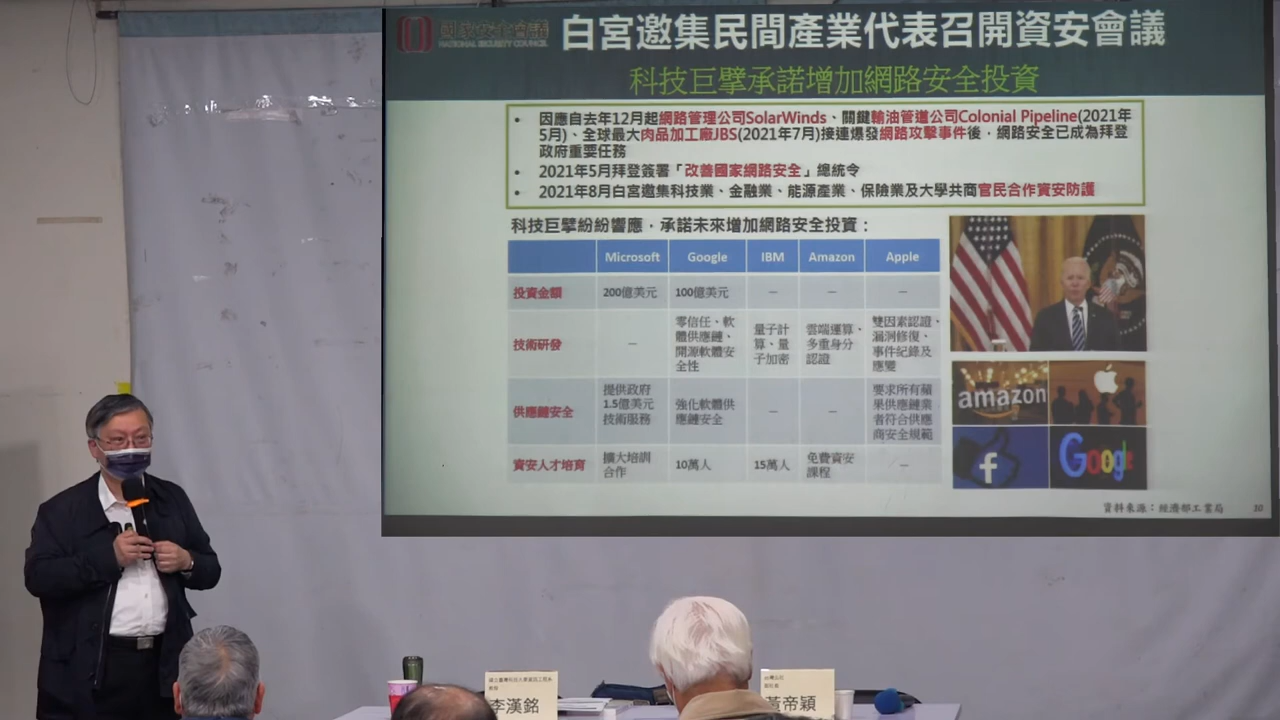 國家安全會議
NATIONAL SECURITY COUNCIL
白宮邀集民間產業代表召開資安會議
科技巨擘承諾增加網路安全投資
• 因應自去年12月起網路管理公司SolarWinds、關鍵輸油管道公司Colonial Pipeline(2021年
5月)、全球最大肉品加工廠JBS(2021年7月)接連爆發網路攻擊事件後，網路安全已成為拜登
政府重要任務
• 2021年5月拜登簽署「改善國家網路安全」總統令
• 2021年8月白宮邀集科技業、金融業、能源產業、保險業及大學共商官民合作資安防護
科技巨擘紛紛響應，承諾未來增加網路安全投資：
Microsoft Google IBM Amazon Apple
投資金額 200億美元 100億美元 — — —
技術研發 — 零信任、軟體供應鏈、開源軟體安全性 量子計算、量子加密 雲端運算、多重身分認證 雙因素認證、漏洞修復、事件紀錄及應變
供應鏈安全 提供政府1.5億美元技術服務 強化軟體供應鏈安全 — — 要求所有蘋果供應鏈業者符合供應商安全規範
資安人才培育 擴大培訓合作 10萬人 15萬人 免費資安課程 —
amazon
f
Google
資料來源：經濟部工業局
10
李漢銘
黃帝穎